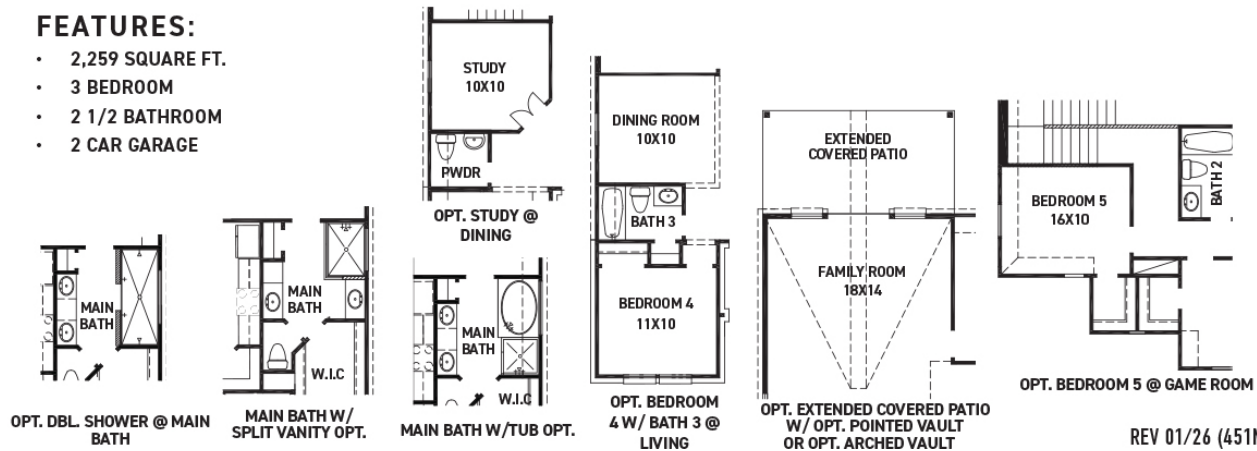 FEATURES:
• 2,259 SQUARE FT.
• 3 BEDROOM
• 2 1/2 BATHROOM
• 2 CAR GARAGE
MAIN
BATH
OPT. DBL. SHOWER @ MAIN
BATH
MAIN
BATH
W.I.C
MAIN BATH W/
SPLIT VANITY OPT.
STUDY
10X10
PWDR
OPT. STUDY @
DINING
MAIN
BATH
W.I.C
MAIN BATH W/TUB OPT.
DINING ROOM
10X10
BATH 3
BEDROOM 4
11X10
OPT. BEDROOM
4 W/ BATH 3 @
LIVING
EXTENDED
COVERED PATIO
FAMILY ROOM
18X14
OPT. EXTENDED COVERED PATIO
W/ OPT. POINTED VAULT
OR OPT. ARCHED VAULT
BEDROOM 5
16X10
BATH 2
OPT. BEDROOM 5 @ GAME ROOM
REV 01/26 (451